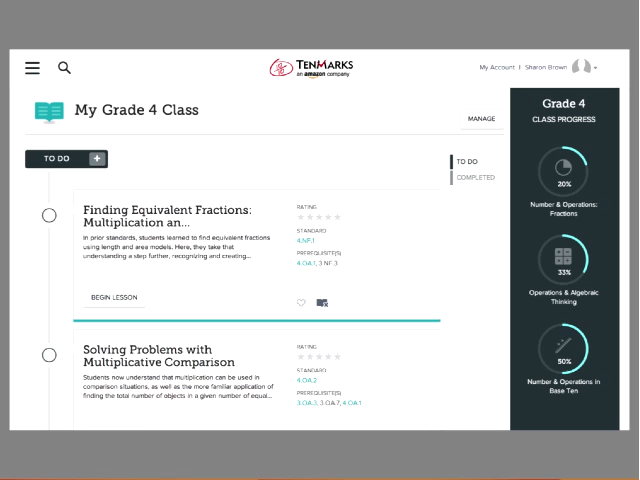 TENMARKS
an amazon company
My Account | Sharon Brown
My Grade 4 Class
MANAGE
TO DO +
TO DO
COMPLETED
Finding Equivalent Fractions:
Multiplication an...
In prior standards, students learned to find equivalent fractions
using length and area models. Here, they take that
understanding a step further, recognizing and creating...
BEGIN LESSON
RATING
STANDARD
4.NF.1
PREREQUISITE(S)
4.OA.1, 3.NF.3
Solving Problems with
Multiplicative Comparison
Students now understand that multiplication can be used in
comparison situations, as well as the more familiar application of
finding the total number of objects in a given number of equal...
RATING
STANDARD
4.OA.2
PREREQUISITE(S)
3.OA.3, 3.OA.7, 4.OA.1
Grade 4
CLASS PROGRESS
20%
Number & Operations:
Fractions
33%
Operations & Algebraic
Thinking
50%
Number & Operations in
Base Ten